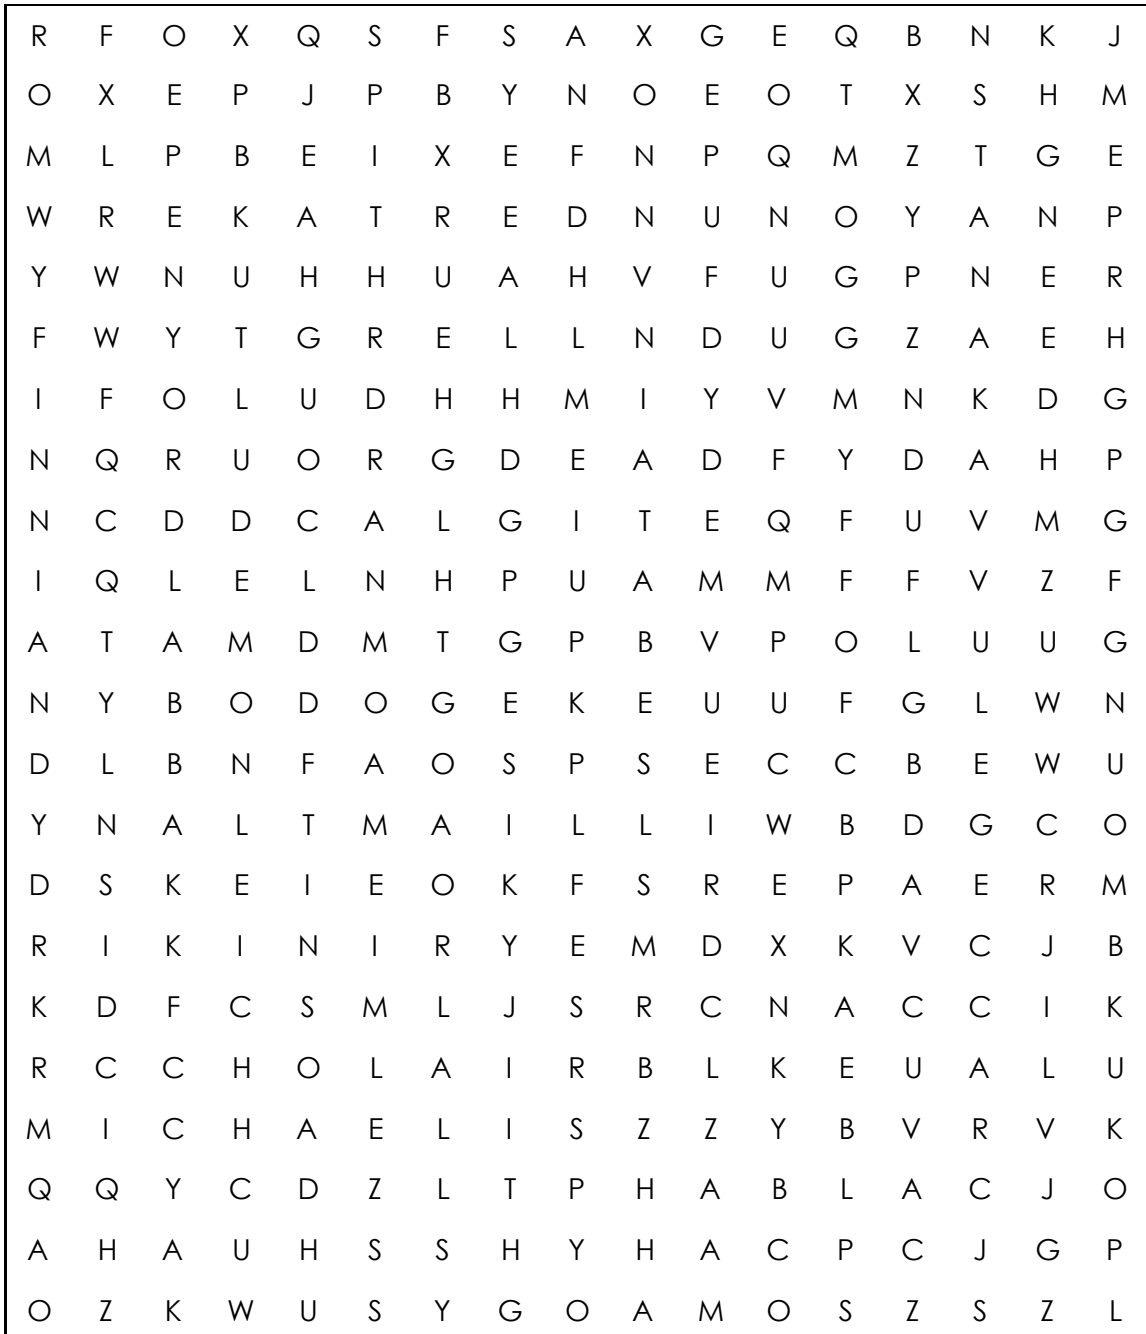 R F O X Q S F S A X G E Q B N K J
O X E P J P B Y N O E O T X S H M
M L P B E I X E F N P Q M Z T G E
W R E K A T R E D N U N O Y A N P
Y W N U H H U A H V F U G P N E R
F W Y T G R E L L N D U G Z A E H
I F O L U D H H M I Y V M N K D G
N Q R U O R G D E A D F Y D A H P
N C D D C A L G I T E Q F U V M G
I Q L E L N H P U A M M F F V Z F
A T A M D M T G P B V P O L U U G
N Y B O D O G E K E U U F G L W N
D L B N F A O S P S E C C B E W U
Y N A L T M A I L L I W B D G C O
D S K E I E O K F S R E P A E R M
R I K I N I R Y E M D X K V C J B
K D F C S M L J S R C N A C C I K
R C C H O L A I R B L K E U A L U
M I C H A E L I S Z Z Y B V R V K
Q Q Y C D Z L T P H A B L A C J O
A H A U H S S H Y H A C P C J G P
O Z K W U S Y G O A M O S Z S Z L